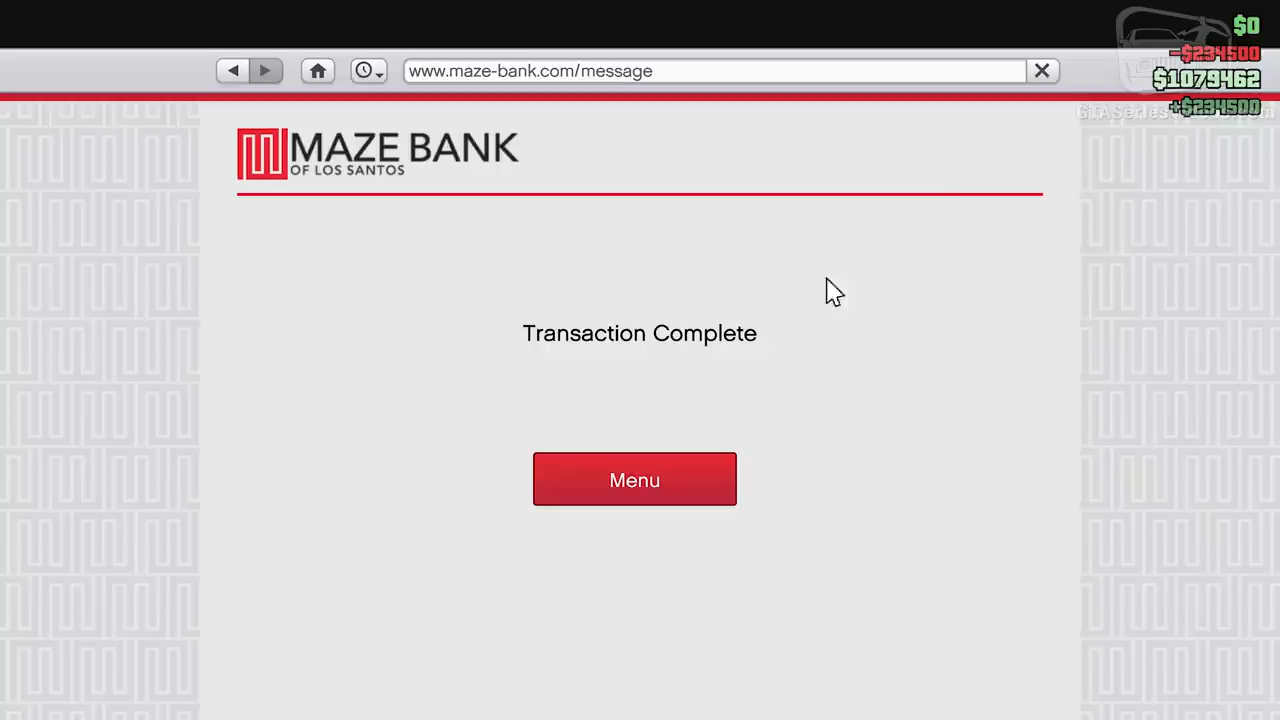 $0
-$234500
www.maze-bank.com/message
$1079462
+$234500
MAZE BANK
OF LOS SANTOS
Transaction Complete
Menu